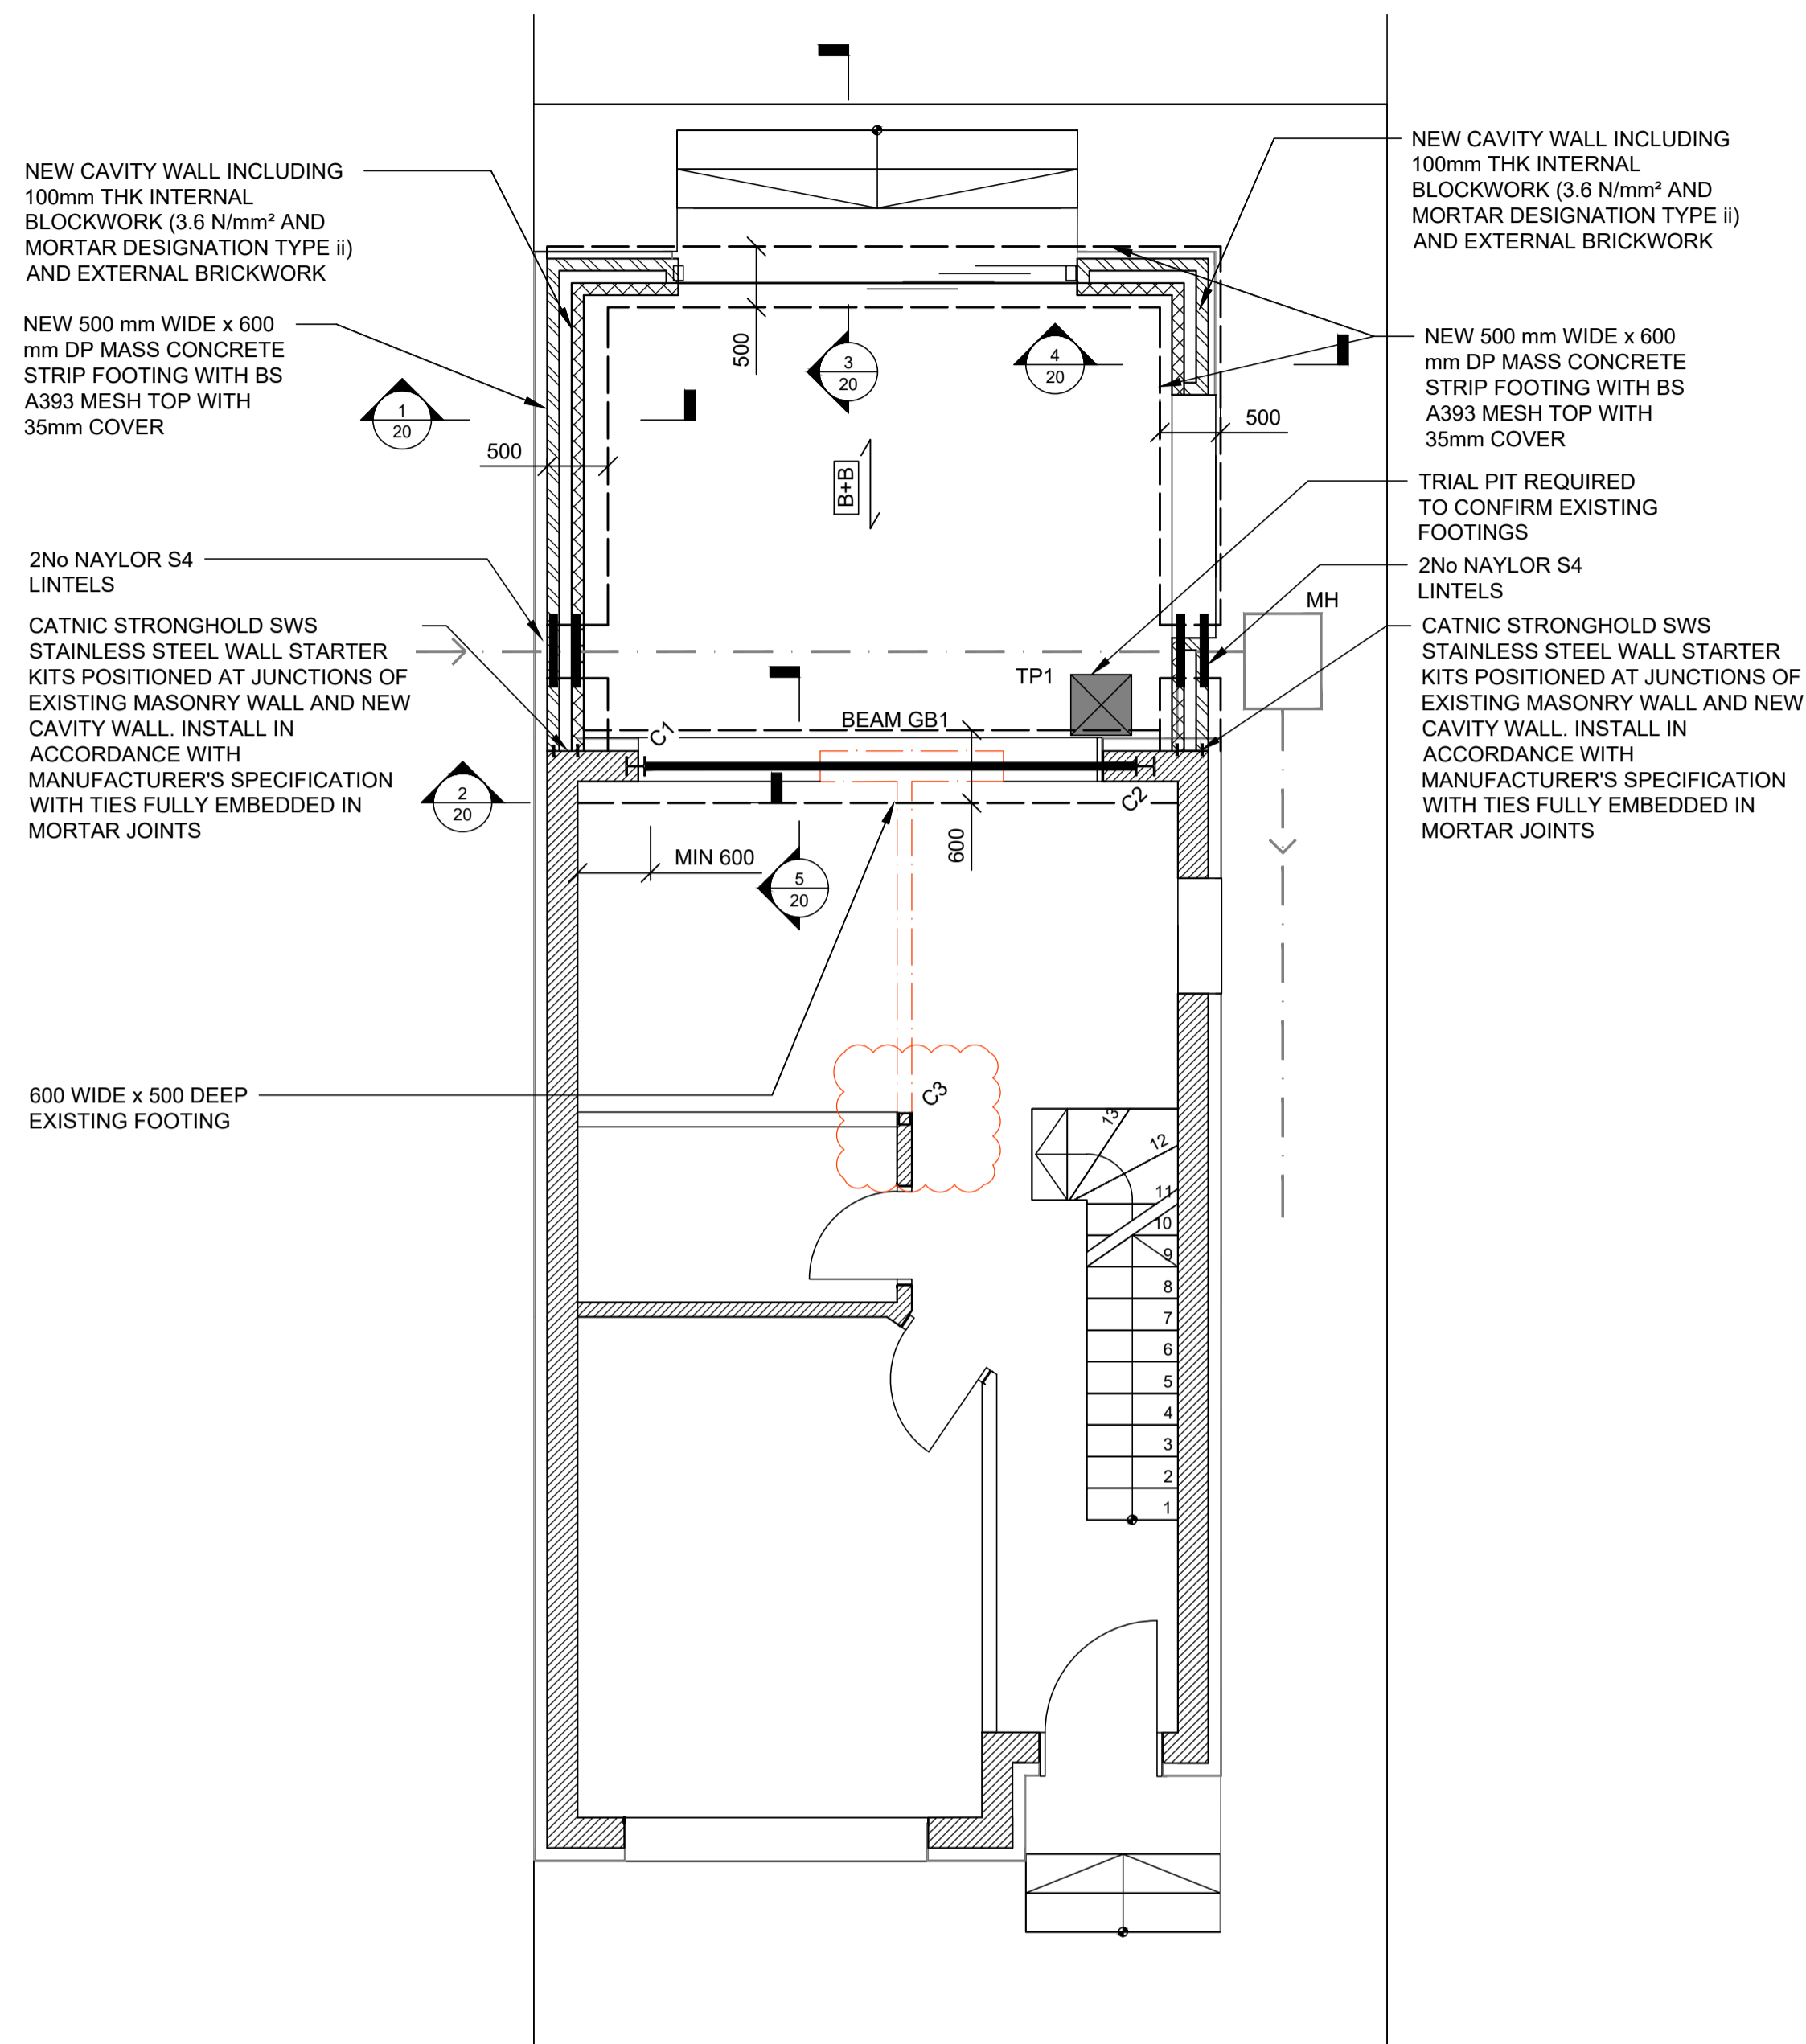 NEW CAVITY WALL INCLUDING
100mm THK INTERNAL
BLOCKWORK (3.6 N/mm² AND
MORTAR DESIGNATION TYPE ii)
AND EXTERNAL BRICKWORK
NEW 500 mm WIDE x 600
mm DP MASS CONCRETE
STRIP FOOTING WITH BS
A393 MESH TOP WITH
35mm COVER
2No NAYLOR S4
LINTELS
CATNIC STRONGHOLD SWS
STAINLESS STEEL WALL STARTER
KITS POSITIONED AT JUNCTIONS OF
EXISTING MASONRY WALL AND NEW
CAVITY WALL. INSTALL IN
ACCORDANCE WITH
MANUFACTURER'S SPECIFICATION
WITH TIES FULLY EMBEDDED IN
MORTAR JOINTS
600 WIDE x 500 DEEP
EXISTING FOOTING
1
20
2
20
500
500
3
20
4
20
500
B+B
TP1
MH
BEAM GB1
C1
C2
MIN 600
600
5
20
C3
13
12
11
10
9
8
7
6
5
4
3
2
1
NEW CAVITY WALL INCLUDING
100mm THK INTERNAL
BLOCKWORK (3.6 N/mm² AND
MORTAR DESIGNATION TYPE ii)
AND EXTERNAL BRICKWORK
NEW 500 mm WIDE x 600
mm DP MASS CONCRETE
STRIP FOOTING WITH BS
A393 MESH TOP WITH
35mm COVER
TRIAL PIT REQUIRED
TO CONFIRM EXISTING
FOOTINGS
2No NAYLOR S4
LINTELS
CATNIC STRONGHOLD SWS
STAINLESS STEEL WALL STARTER
KITS POSITIONED AT JUNCTIONS OF
EXISTING MASONRY WALL AND NEW
CAVITY WALL. INSTALL IN
ACCORDANCE WITH
MANUFACTURER'S SPECIFICATION
WITH TIES FULLY EMBEDDED IN
MORTAR JOINTS